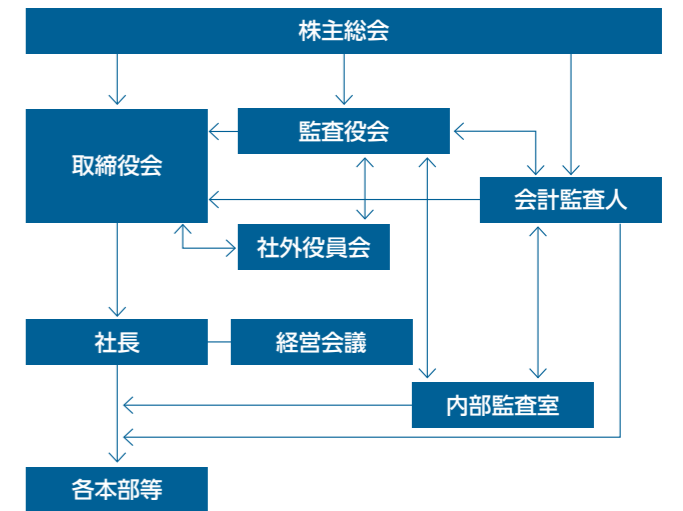 株主総会
監査役会
取締役会
会計監査人
社外役員会
社長
経営会議
内部監査室
各本部等